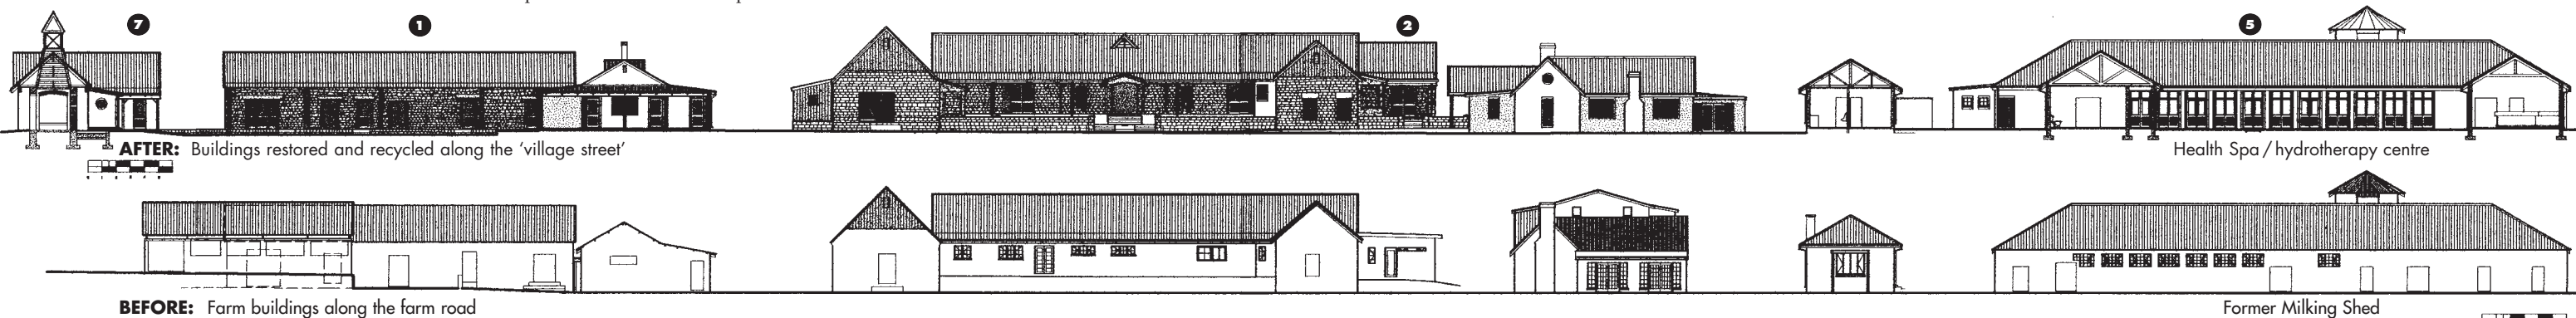 7
1
2
5
AFTER: Buildings restored and recycled along the ‘village street’
Health Spa / hydrotherapy centre
BEFORE: Farm buildings along the farm road
Former Milking Shed